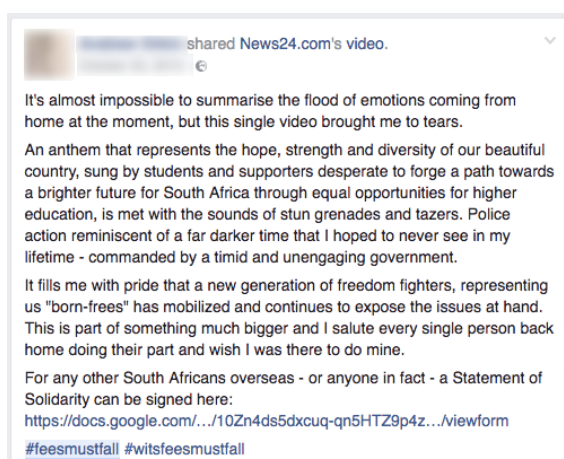 shared News24.com's video.
It's almost impossible to summarise the flood of emotions coming from
home at the moment, but this single video brought me to tears.
An anthem that represents the hope, strength and diversity of our beautiful
country, sung by students and supporters desperate to forge a path towards
a brighter future for South Africa through equal opportunities for higher
education, is met with the sounds of stun grenades and tazers. Police
action reminiscent of a far darker time that I hoped to never see in my
lifetime - commanded by a timid and unengaging government.
It fills me with pride that a new generation of freedom fighters, representing
us "born-frees" has mobilized and continues to expose the issues at hand.
This is part of something much bigger and I salute every single person back
home doing their part and wish I was there to do mine.
For any other South Africans overseas - or anyone in fact - a Statement of
Solidarity can be signed here:
https://docs.google.com/.../10Zn4ds5dxcuq-qn5HTZ9p4z.../viewform
#feesmustfall #witsfeesmustfall